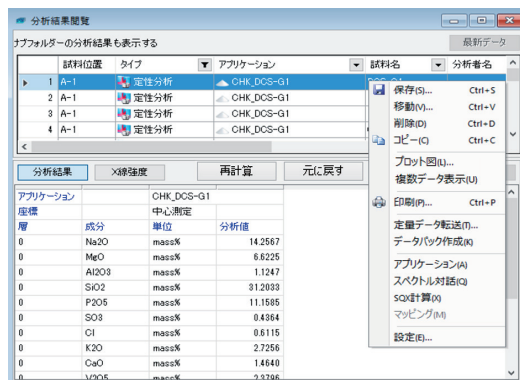 分析結果閲覧
ナブフォルダーの分析結果も表示する 最新データ
試料位置 タイプ アプリケーション 試料名 分析者名
1 A-1 定性分析 CHK_DCS-G1
2 A-1 定性分析 CHK_DCS-G1
3 A-1 定性分析 CHK_DCS-G1
4 A-1 定性分析 CHK_DCS-G1
保存(S)... Ctrl+S
移動(V)... Ctrl+V
削除(D) Ctrl+D
コピー(C) Ctrl+C
プロット図(L)...
複数データ表示(U)
印刷(P)... Ctrl+P
定量データ転送(T)...
データパック作成(K)
アプリケーション(A)
スペクトル対話(Q)
SQX計算(X)
マッピング(M)
設定(E)...
分析結果 X線強度 再計算 元に戻す
アプリケーション CHK_DCS-G1
座標 中心測定
層 成分 単位 分析値
0 Na2O mass% 14.2567
0 MgO mass% 6.6225
0 Al2O3 mass% 1.1247
0 SiO2 mass% 31.2033
0 P2O5 mass% 11.1585
0 SO3 mass% 0.4364
0 Cl mass% 0.6115
0 K2O mass% 2.7256
0 CaO mass% 1.4640
0 V2O5 mass% 2.3796